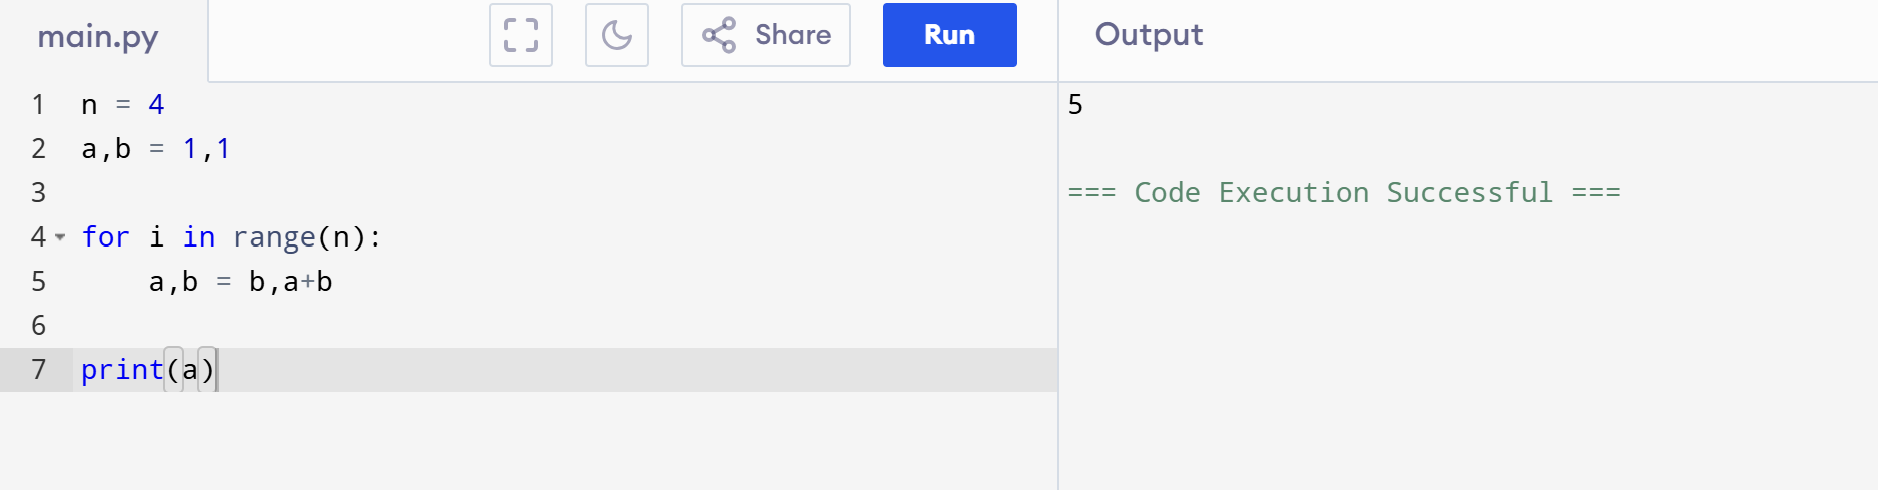 main.py
Share
Run
Output
1 n = 4
2 a,b = 1,1
3
4 for i in range(n):
5     a,b = b,a+b
6
7 print(a)
5
=== Code Execution Successful ===